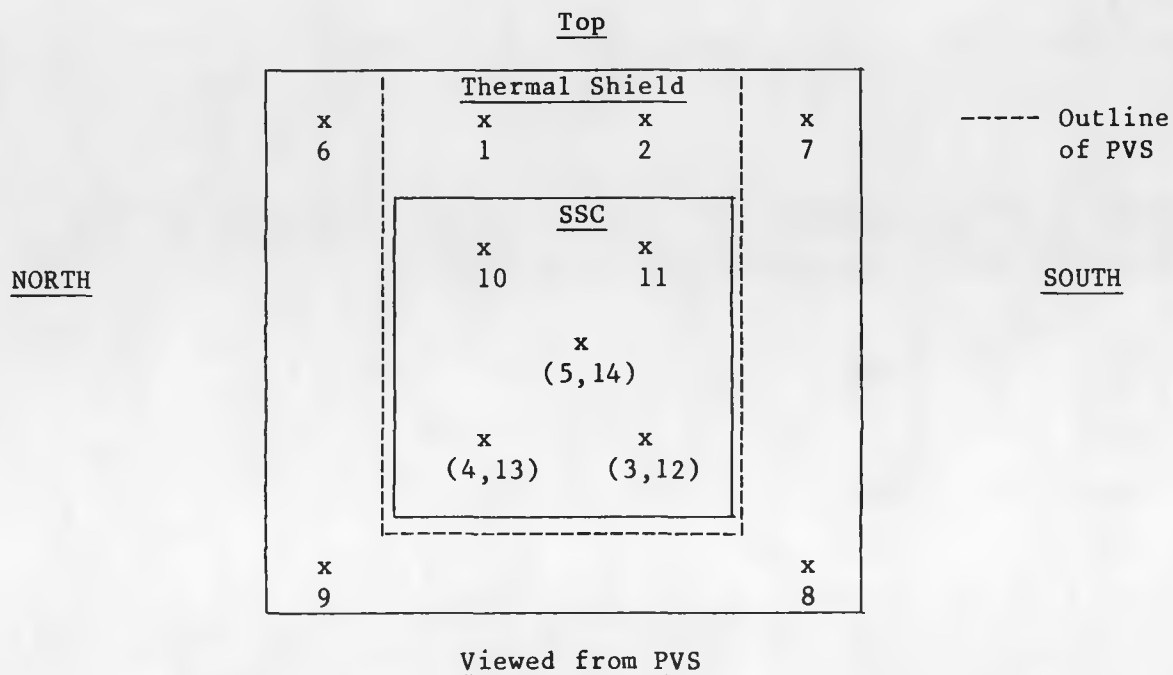 Top
Thermal Shield
x x x x
6 1 2 7
----- Outline
of PVS
SSC
x x
10 11
NORTH
SOUTH
x
(5,14)
x x
(4,13) (3,12)
x x
9 8
Viewed from PVS